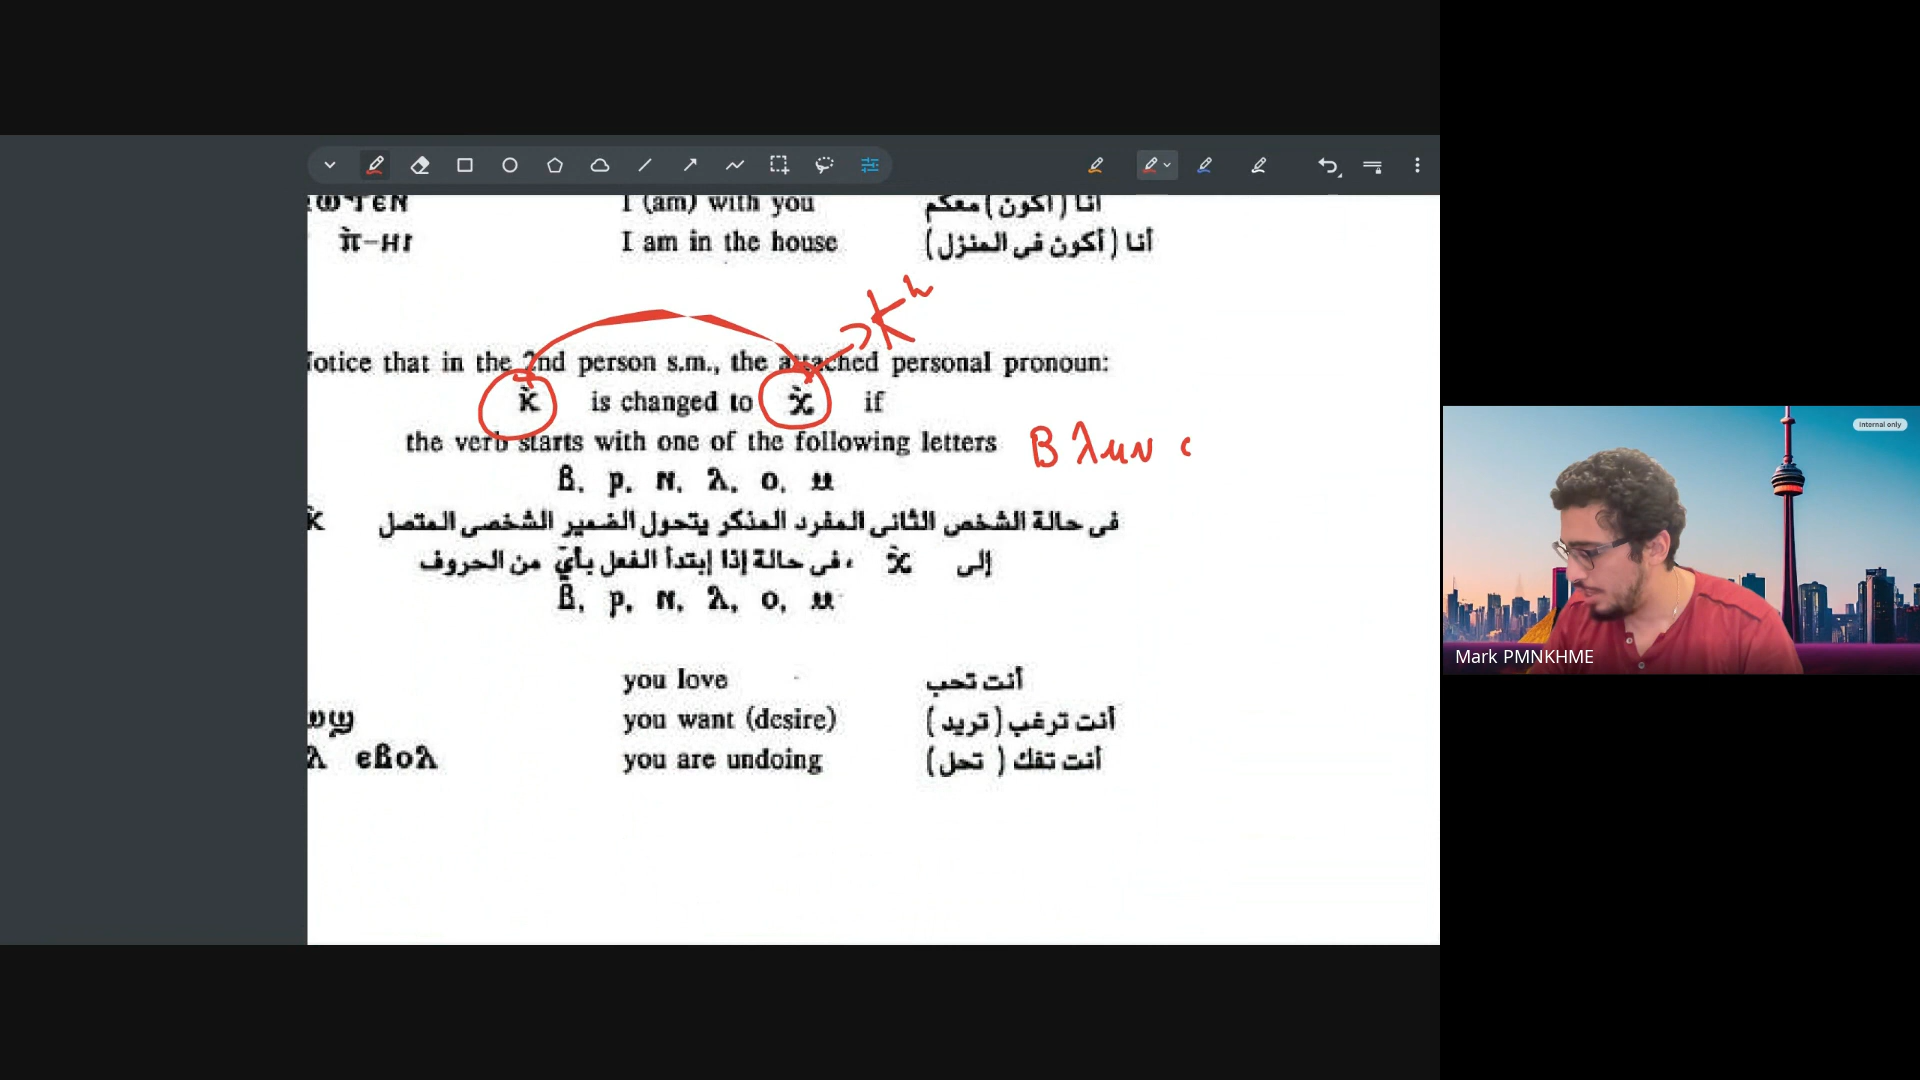 ⲱⲧⲉⲛ I (am) with you أنا (أكون) معكم
ⲡ̀-ⲏⲓ I am in the house أنا (أكون فى المنزل)
Kh
otice that in the 2nd person s.m., the attached personal pronoun:
ⲕ̀ is changed to ⲭ̀ if
the verb starts with one of the following letters Ⲃ ⲗ ⲙ ⲛ
ⲃ, ⲣ, ⲛ, ⲗ, ⲟ, ⲙ
ⲕ̀ فى حالة الشخص الثانى المفرد المذكر يتحول الضمير الشخصى المتصل
إلى ⲭ̀ ، فى حالة إذا إبتدأ الفعل بأيّ من الحروف
ⲃ, ⲣ, ⲛ, ⲗ, ⲟ, ⲙ
you love أنت تحب
ⲱϣ you want (desire) أنت ترغب (تريد)
ⲗ ⲉⲃⲟⲗ you are undoing أنت تفك (تحل)
Internal only
Mark PMNKHME